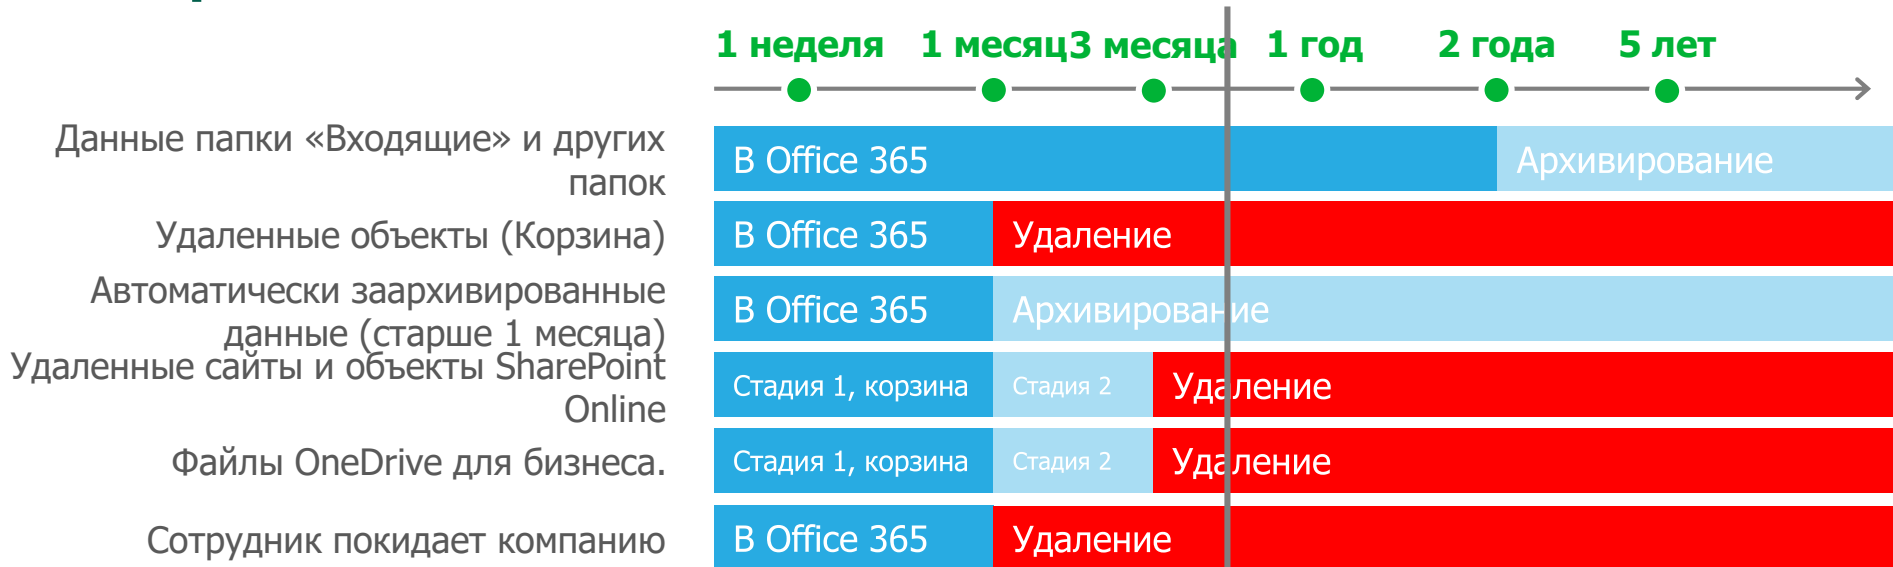 1 неделя 1 месяц 3 месяца 1 год 2 года 5 лет
Данные папки «Входящие» и других
папок
В Office 365 Архивирование
Удаленные объекты (Корзина) В Office 365 Удаление
Автоматически заархивированные
данные (старше 1 месяца)
В Office 365 Архивирование
Удаленные сайты и объекты SharePoint
Online
Стадия 1, корзина Стадия 2 Удаление
Файлы OneDrive для бизнеса. Стадия 1, корзина Стадия 2 Удаление
Сотрудник покидает компанию В Office 365 Удаление